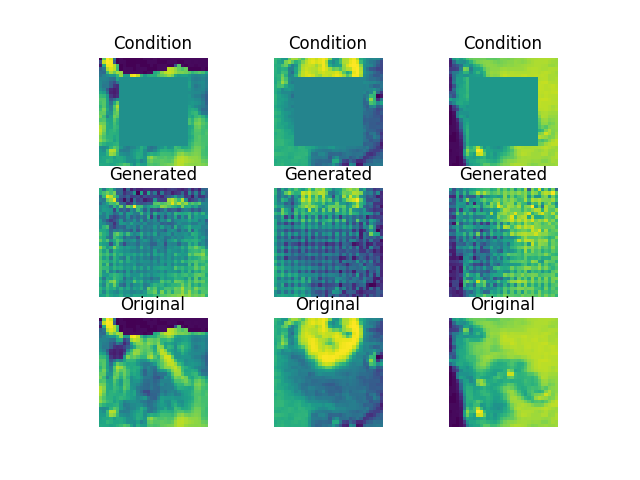 Condition Condition Condition
Generated Generated Generated
Original Original Original